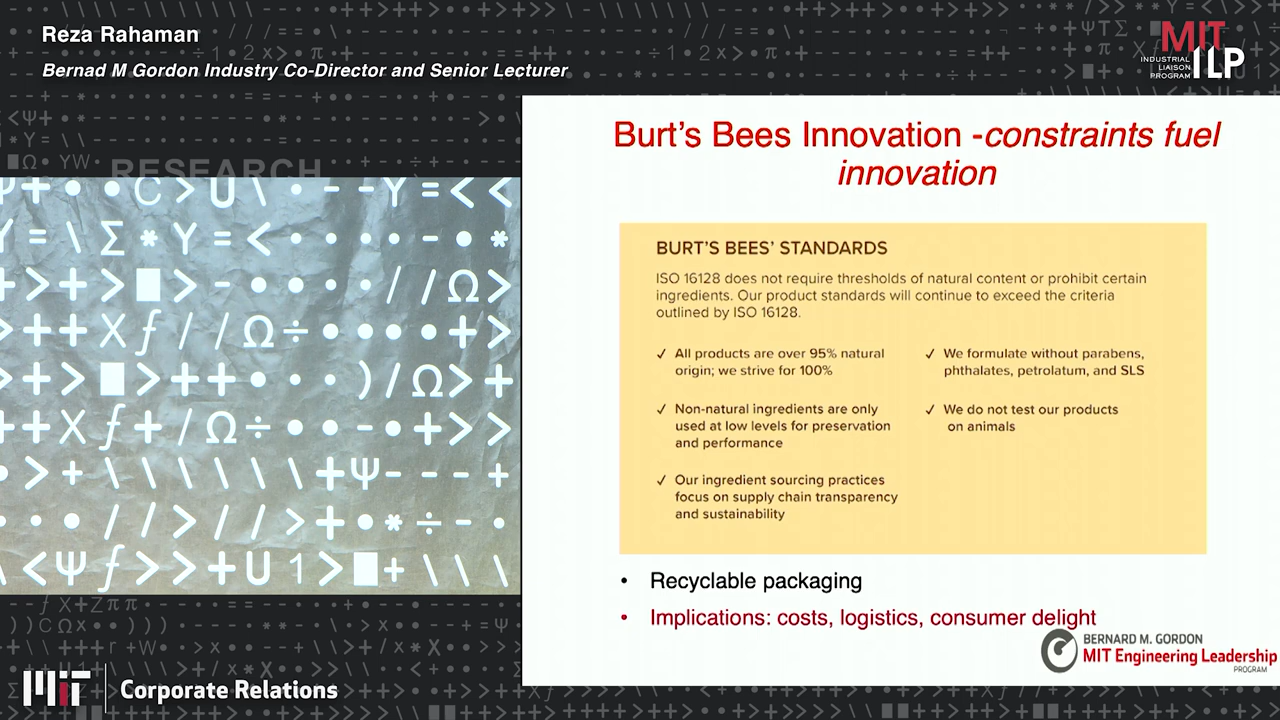 Reza Rahaman
Bernad M Gordon Industry Co-Director and Senior Lecturer
MIT
INDUSTRIAL
LIAISON
PROGRAM
ILP
RESEARCH
Burt's Bees Innovation -constraints fuel
innovation
BURT'S BEES' STANDARDS
ISO 16128 does not require thresholds of natural content or prohibit certain
ingredients. Our product standards will continue to exceed the criteria
outlined by ISO 16128.
✓ All products are over 95% natural
origin; we strive for 100%
✓ Non-natural ingredients are only
used at low levels for preservation
and performance
✓ Our ingredient sourcing practices
focus on supply chain transparency
and sustainability
✓ We formulate without parabens,
phthalates, petrolatum, and SLS
✓ We do not test our products
on animals
• Recyclable packaging
• Implications: costs, logistics, consumer delight
BERNARD M. GORDON
MIT Engineering Leadership
PROGRAM
MIT Corporate Relations